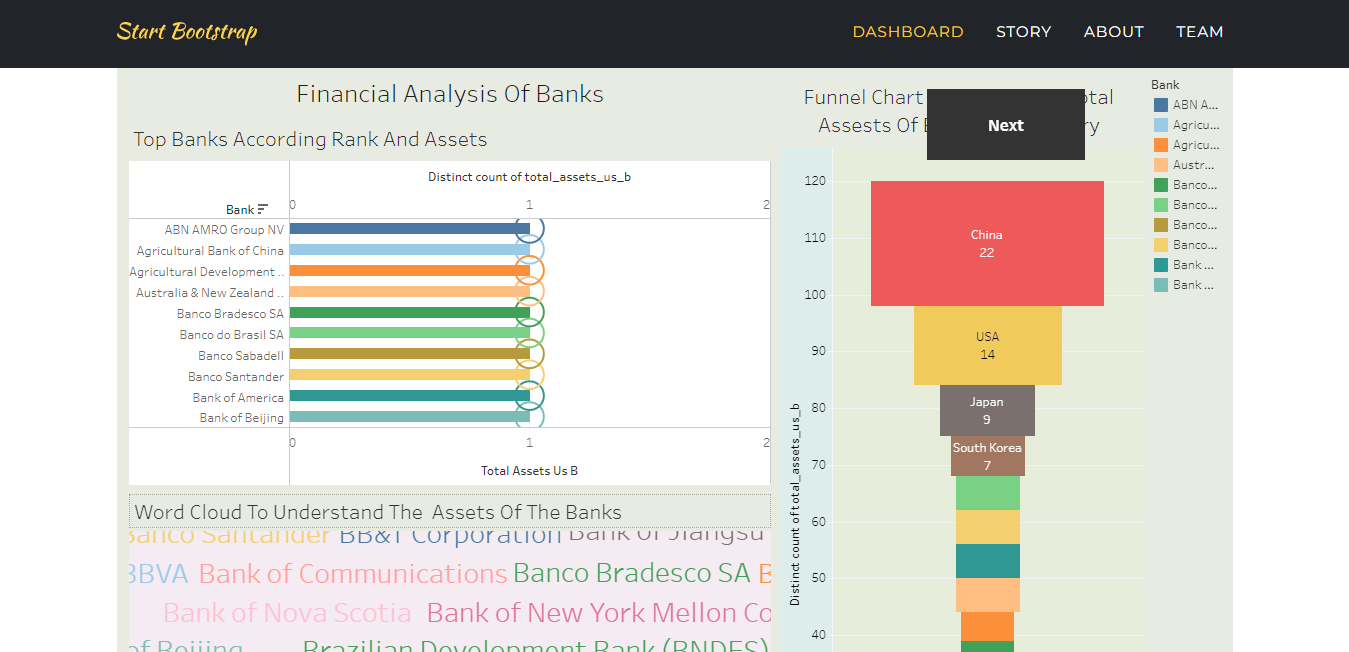 Start Bootstrap
DASHBOARD STORY ABOUT TEAM
Financial Analysis Of Banks
Top Banks According Rank And Assets
Distinct count of total_assets_us_b
Bank
0 1 2
ABN AMRO Group NV
Agricultural Bank of China
Agricultural Development ..
Australia & New Zealand ..
Banco Bradesco SA
Banco do Brasil SA
Banco Sabadell
Banco Santander
Bank of America
Bank of Beijing
0 1 2
Total Assets Us B
Word Cloud To Understand The Assets Of The Banks
Banco Santander BB&T Corporation Bank of Jiangsu
BBVA Bank of Communications Banco Bradesco SA B
Bank of Nova Scotia Bank of New York Mellon Co
of Beijing Brazilian Development Bank (BNDES)
Funnel Chart
Assests Of
Next
Distinct count of total_assets_us_b
120
110
100
90
80
70
60
50
40
China
22
USA
14
Japan
9
South Korea
7
Bank
ABN A...
Agricu...
Agricu...
Austr...
Banco...
Banco...
Banco...
Banco...
Bank ...
Bank ...